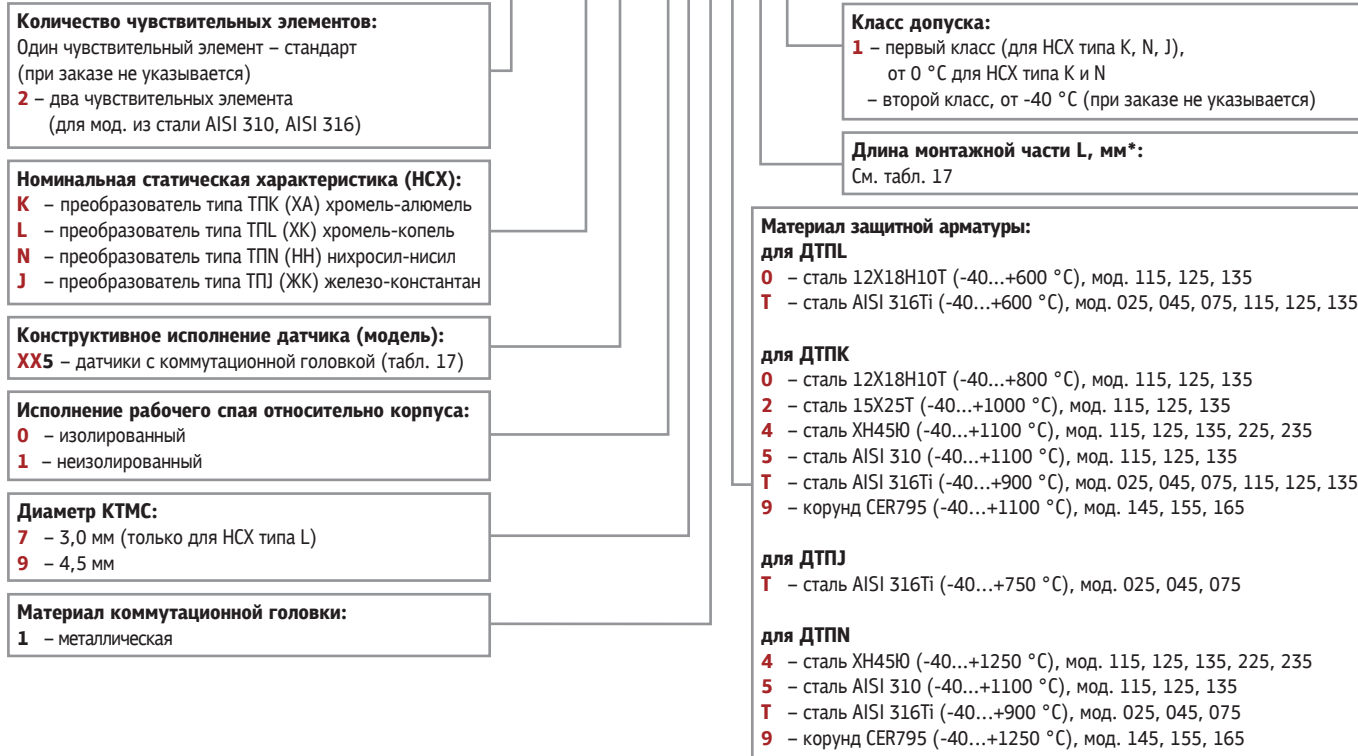 Количество чувствительных элементов:
Один чувствительный элемент – стандарт
(при заказе не указывается)
2 – два чувствительных элемента
(для мод. из стали AISI 310, AISI 316)
Номинальная статическая характеристика (НСХ):
K – преобразователь типа ТПК (ХА) хромель-алюмель
L – преобразователь типа ТПL (ХК) хромель-копель
N – преобразователь типа ТПN (НН) нихросил-нисил
J – преобразователь типа ТПJ (ЖК) железо-константан
Конструктивное исполнение датчика (модель):
XX5 – датчики с коммутационной головкой (табл. 17)
Исполнение рабочего спая относительно корпуса:
0 – изолированный
1 – неизолированный
Диаметр КТМС:
7 – 3,0 мм (только для НСХ типа L)
9 – 4,5 мм
Материал коммутационной головки:
1 – металлическая
Класс допуска:
1 – первый класс (для НСХ типа K, N, J),
от 0 °С для НСХ типа K и N
– второй класс, от -40 °С (при заказе не указывается)
Длина монтажной части L, мм*:
См. табл. 17
Материал защитной арматуры:
для ДТПL
0 – сталь 12Х18Н10Т (-40...+600 °С), мод. 115, 125, 135
T – сталь AISI 316Ti (-40...+600 °С), мод. 025, 045, 075, 115, 125, 135
для ДТПК
0 – сталь 12Х18Н10Т (-40...+800 °С), мод. 115, 125, 135
2 – сталь 15Х25Т (-40...+1000 °С), мод. 115, 125, 135
4 – сталь ХН45Ю (-40...+1100 °С), мод. 115, 125, 135, 225, 235
5 – сталь AISI 310 (-40...+1100 °С), мод. 115, 125, 135
T – сталь AISI 316Ti (-40...+900 °С), мод. 025, 045, 075, 115, 125, 135
9 – корунд CER795 (-40...+1100 °С), мод. 145, 155, 165
для ДТПJ
T – сталь AISI 316Ti (-40...+750 °С), мод. 025, 045, 075
для ДТПN
4 – сталь ХН45Ю (-40...+1250 °С), мод. 115, 125, 135, 225, 235
5 – сталь AISI 310 (-40...+1100 °С), мод. 115, 125, 135
T – сталь AISI 316Ti (-40...+900 °С), мод. 025, 045, 075
9 – корунд CER795 (-40...+1250 °С), мод. 145, 155, 165